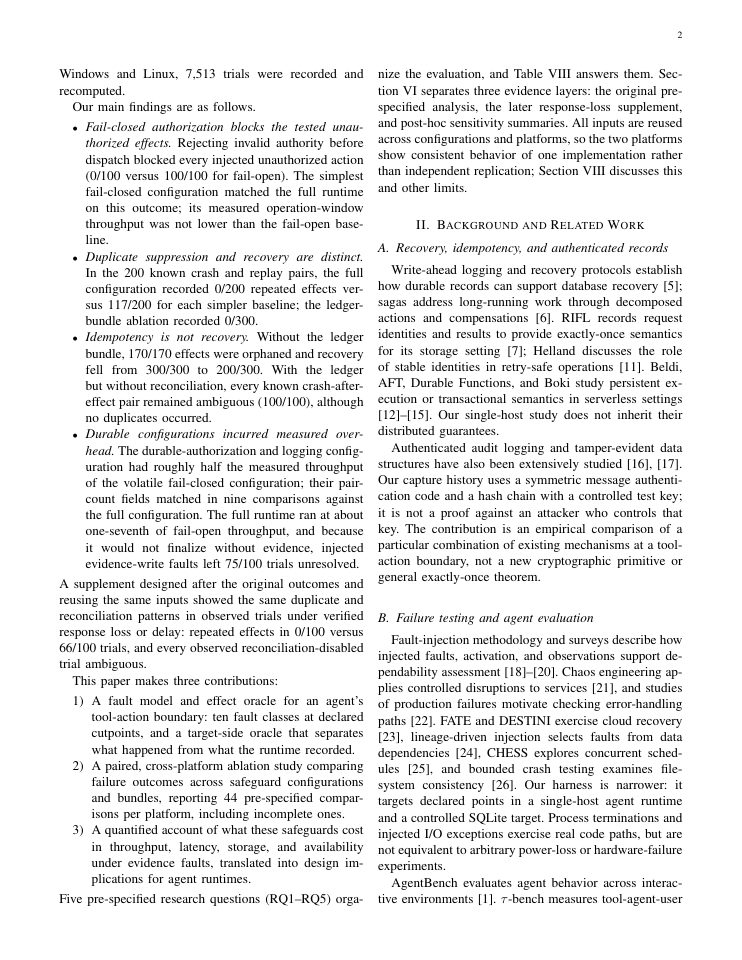 2
Windows and Linux, 7,513 trials were recorded and
recomputed.
Our main findings are as follows.
• Fail-closed authorization blocks the tested unau-
thorized effects. Rejecting invalid authority before
dispatch blocked every injected unauthorized action
(0/100 versus 100/100 for fail-open). The simplest
fail-closed configuration matched the full runtime
on this outcome; its measured operation-window
throughput was not lower than the fail-open base-
line.
• Duplicate suppression and recovery are distinct.
In the 200 known crash and replay pairs, the full
configuration recorded 0/200 repeated effects ver-
sus 117/200 for each simpler baseline; the ledger-
bundle ablation recorded 0/300.
• Idempotency is not recovery. Without the ledger
bundle, 170/170 effects were orphaned and recovery
fell from 300/300 to 200/300. With the ledger
but without reconciliation, every known crash-after-
effect pair remained ambiguous (100/100), although
no duplicates occurred.
• Durable configurations incurred measured over-
head. The durable-authorization and logging config-
uration had roughly half the measured throughput
of the volatile fail-closed configuration; their pair-
count fields matched in nine comparisons against
the full configuration. The full runtime ran at about
one-seventh of fail-open throughput, and because
it would not finalize without evidence, injected
evidence-write faults left 75/100 trials unresolved.
A supplement designed after the original outcomes and
reusing the same inputs showed the same duplicate and
reconciliation patterns in observed trials under verified
response loss or delay: repeated effects in 0/100 versus
66/100 trials, and every observed reconciliation-disabled
trial ambiguous.
This paper makes three contributions:
1) A fault model and effect oracle for an agent's
tool-action boundary: ten fault classes at declared
cutpoints, and a target-side oracle that separates
what happened from what the runtime recorded.
2) A paired, cross-platform ablation study comparing
failure outcomes across safeguard configurations
and bundles, reporting 44 pre-specified compar-
isons per platform, including incomplete ones.
3) A quantified account of what these safeguards cost
in throughput, latency, storage, and availability
under evidence faults, translated into design im-
plications for agent runtimes.
Five pre-specified research questions (RQ1–RQ5) orga-
nize the evaluation, and Table VIII answers them. Sec-
tion VI separates three evidence layers: the original pre-
specified analysis, the later response-loss supplement,
and post-hoc sensitivity summaries. All inputs are reused
across configurations and platforms, so the two platforms
show consistent behavior of one implementation rather
than independent replication; Section VIII discusses this
and other limits.
II. BACKGROUND AND RELATED WORK
A. Recovery, idempotency, and authenticated records
Write-ahead logging and recovery protocols establish
how durable records can support database recovery [5];
sagas address long-running work through decomposed
actions and compensations [6]. RIFL records request
identities and results to provide exactly-once semantics
for its storage setting [7]; Helland discusses the role
of stable identities in retry-safe operations [11]. Beldi,
AFT, Durable Functions, and Boki study persistent ex-
ecution or transactional semantics in serverless settings
[12]–[15]. Our single-host study does not inherit their
distributed guarantees.
Authenticated audit logging and tamper-evident data
structures have also been extensively studied [16], [17].
Our capture history uses a symmetric message authenti-
cation code and a hash chain with a controlled test key;
it is not a proof against an attacker who controls that
key. The contribution is an empirical comparison of a
particular combination of existing mechanisms at a tool-
action boundary, not a new cryptographic primitive or
general exactly-once theorem.
B. Failure testing and agent evaluation
Fault-injection methodology and surveys describe how
injected faults, activation, and observations support de-
pendability assessment [18]–[20]. Chaos engineering ap-
plies controlled disruptions to services [21], and studies
of production failures motivate checking error-handling
paths [22]. FATE and DESTINI exercise cloud recovery
[23], lineage-driven injection selects faults from data
dependencies [24], CHESS explores concurrent sched-
ules [25], and bounded crash testing examines file-
system consistency [26]. Our harness is narrower: it
targets declared points in a single-host agent runtime
and a controlled SQLite target. Process terminations and
injected I/O exceptions exercise real code paths, but are
not equivalent to arbitrary power-loss or hardware-failure
experiments.
AgentBench evaluates agent behavior across interac-
tive environments [1]. τ-bench measures tool-agent-user